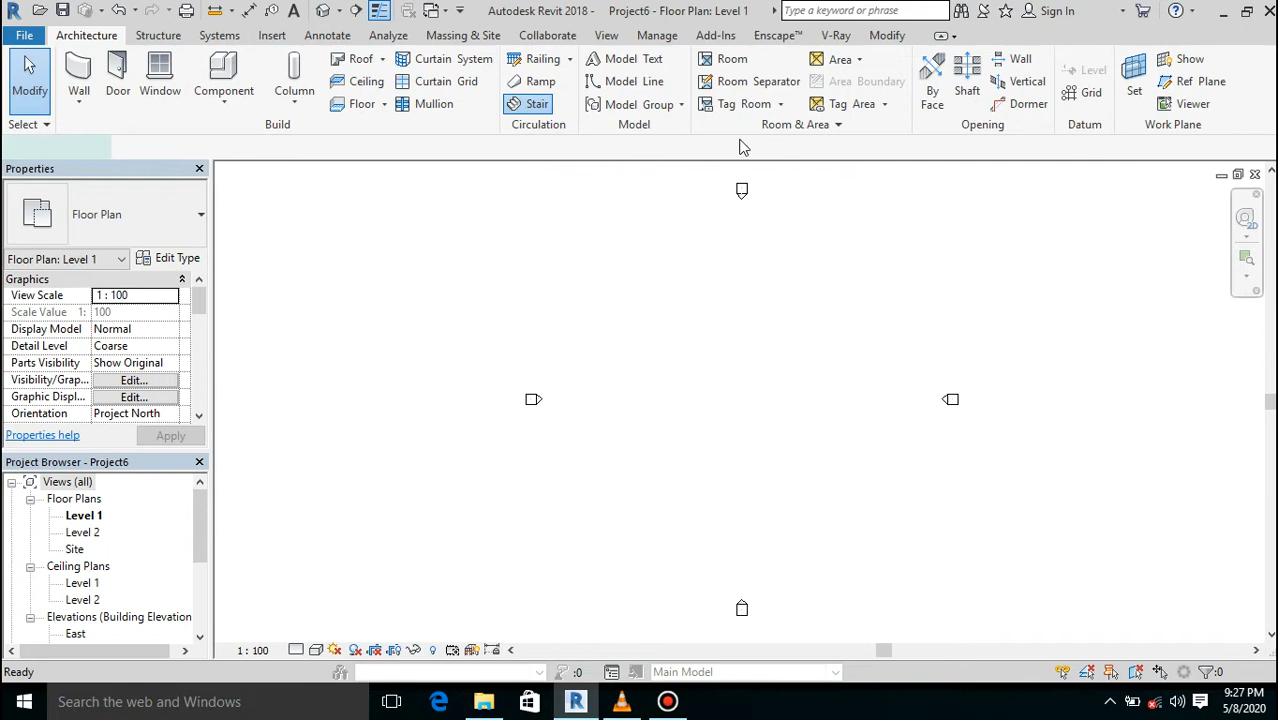 Autodesk Revit 2018 - Project6 - Floor Plan: Level 1
Type a keyword or phrase
Sign In
File Architecture Structure Systems Insert Annotate Analyze Massing & Site Collaborate View Manage Add-Ins Enscape™ V-Ray Modify
Modify Wall Door Window Component Column
Roof Curtain System Railing Model Text Room Area Wall Show
Ceiling Curtain Grid Ramp Model Line Room Separator Area Boundary Vertical Level Ref Plane
Floor Mullion Stair Model Group Tag Room Tag Area Dormer Grid Viewer
By Face Shaft Set
Select Build Circulation Model Room & Area Opening Datum Work Plane
Properties
Floor Plan
Floor Plan: Level 1 Edit Type
Graphics
View Scale 1 : 100
Scale Value 1: 100
Display Model Normal
Detail Level Coarse
Parts Visibility Show Original
Visibility/Grap... Edit...
Graphic Displ... Edit...
Orientation Project North
Properties help Apply
Project Browser - Project6
Views (all)
Floor Plans
Level 1
Level 2
Site
Ceiling Plans
Level 1
Level 2
Elevations (Building Elevation
East
2D
1 : 100
Ready
:0
Main Model
:0
Search the web and Windows
9:27 PM
5/8/2020